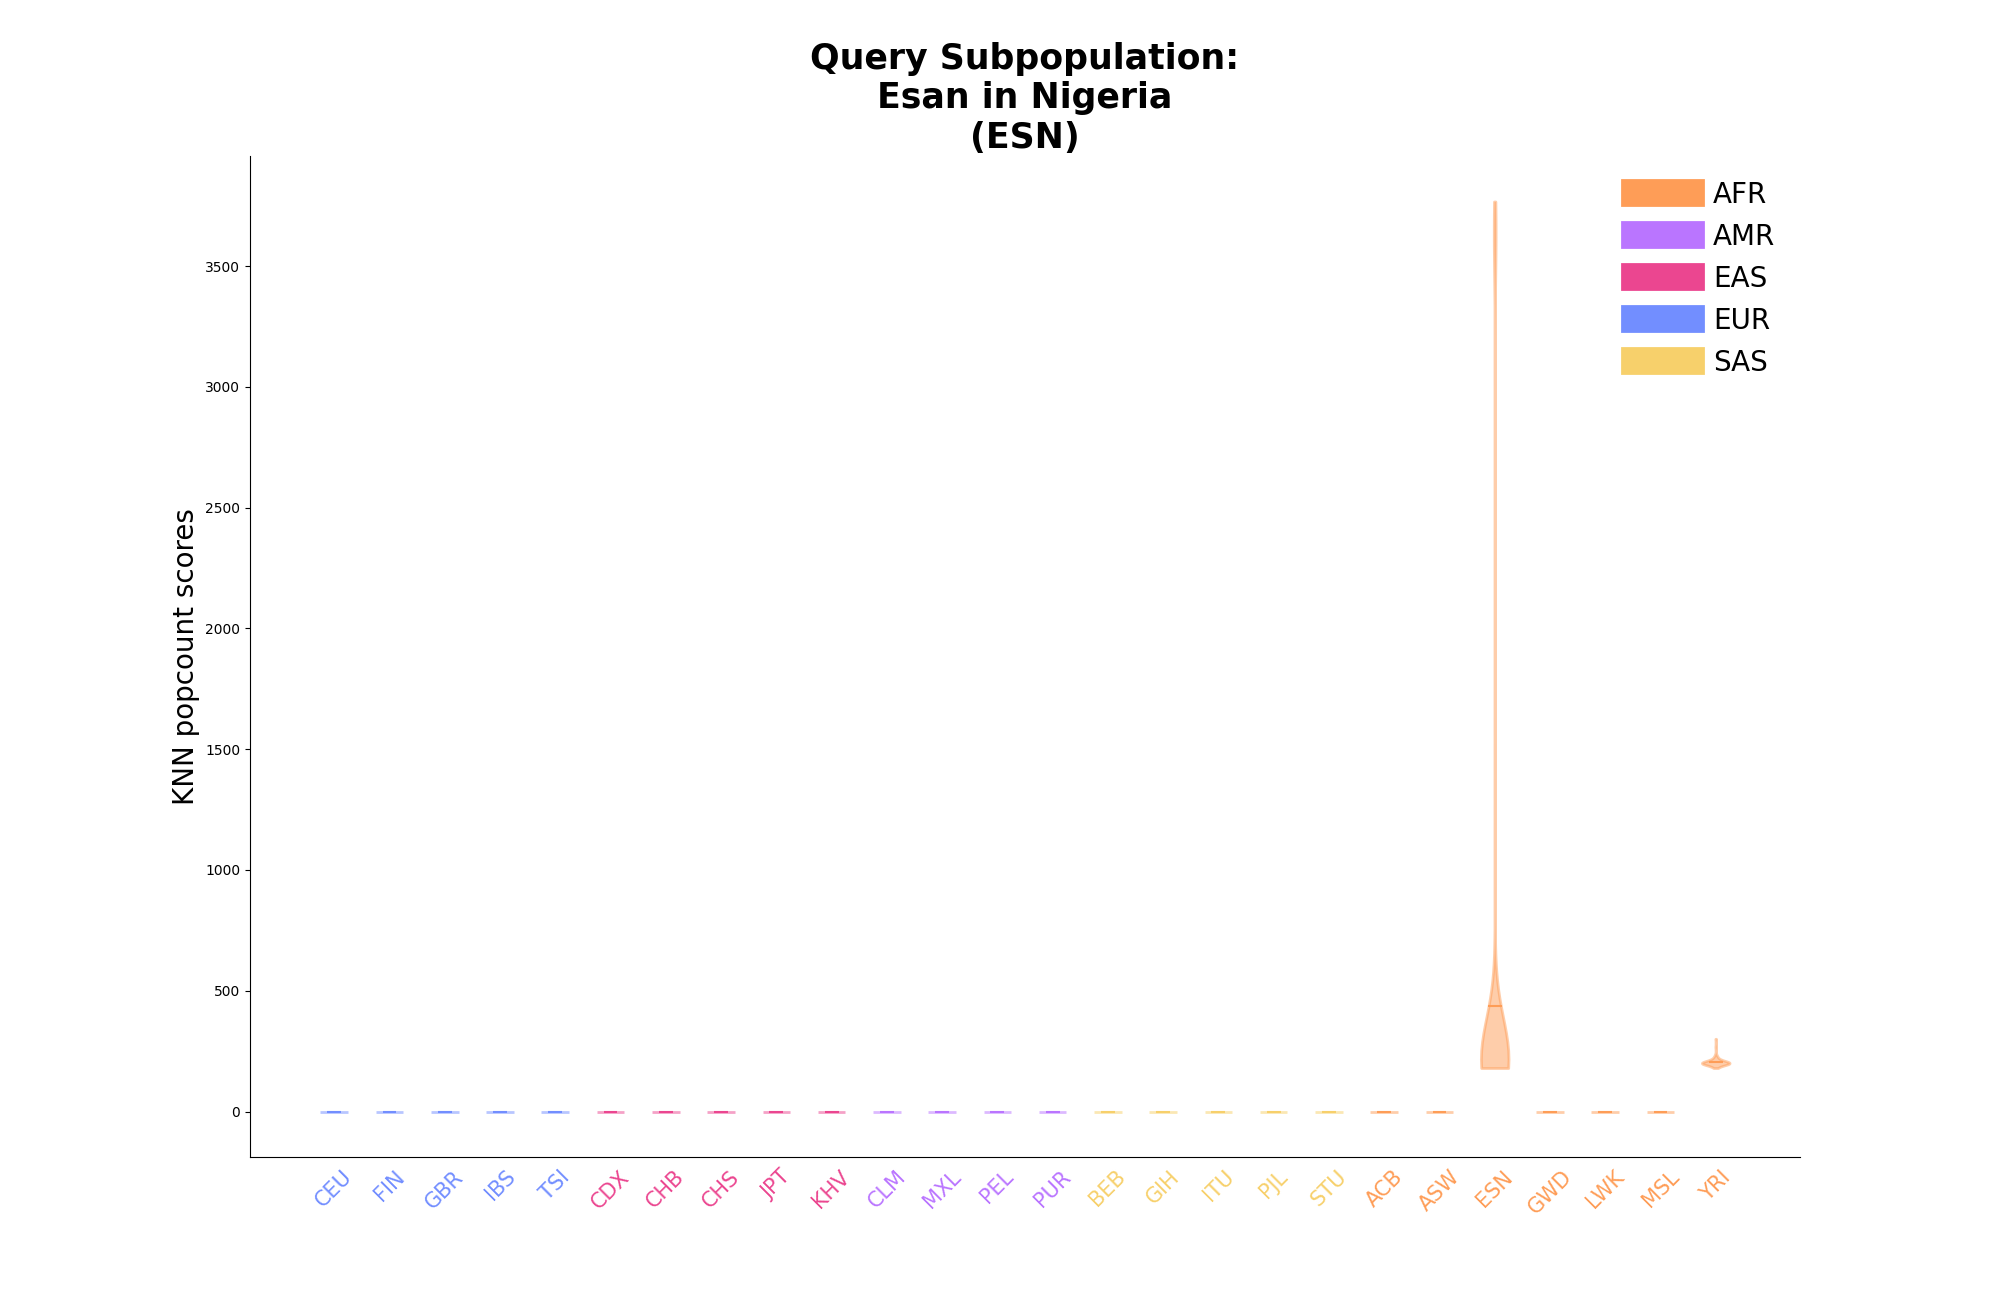 Query Subpopulation:
Esan in Nigeria
(ESN)
AFR
AMR
EAS
EUR
SAS
KNN popcount scores
3500
3000
2500
2000
1500
1000
500
0
CEU FIN GBR IBS TSI CDX CHB CHS JPT KHV CLM MXL PEL PUR BEB GIH ITU PJL STU ACB ASW ESN GWD LWK MSL YRI